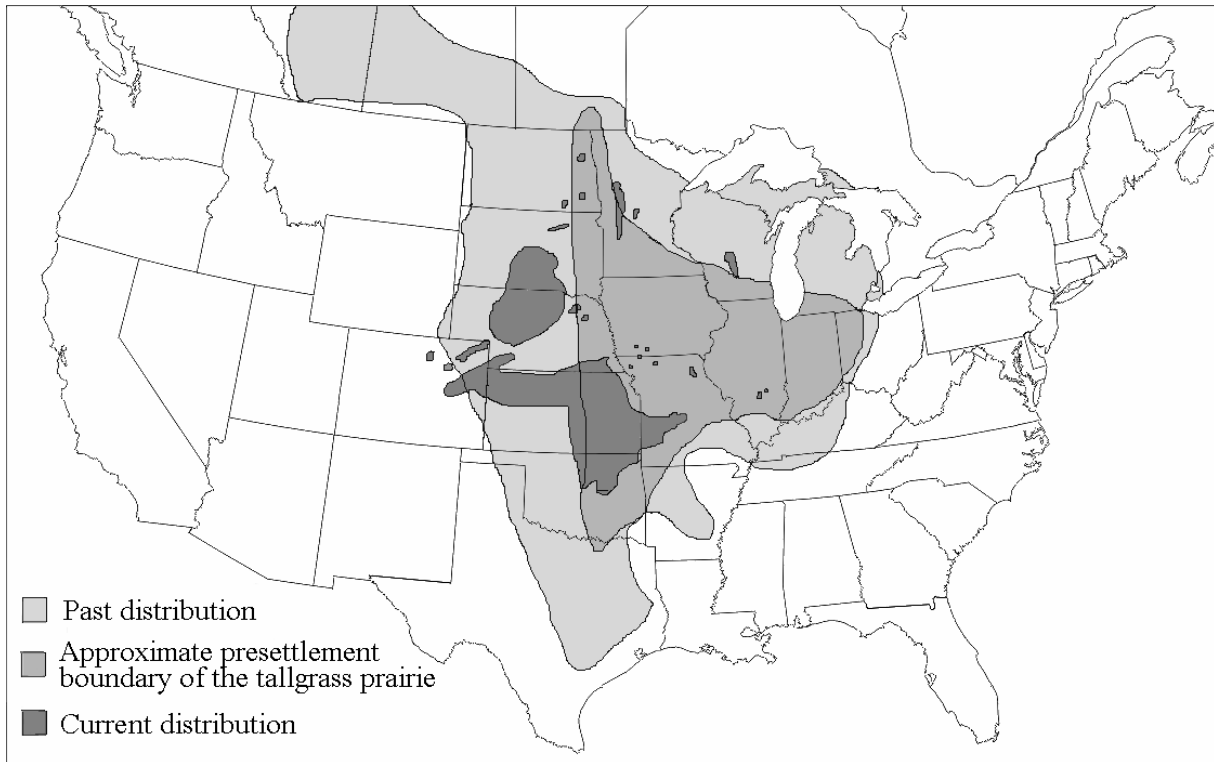 Past distribution
Approximate presettlement
boundary of the tallgrass prairie
Current distribution